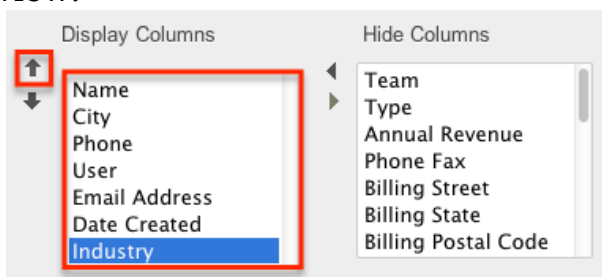 Display Columns
Hide Columns
Name
City
Phone
User
Email Address
Date Created
Industry
Team
Type
Annual Revenue
Phone Fax
Billing Street
Billing State
Billing Postal Code